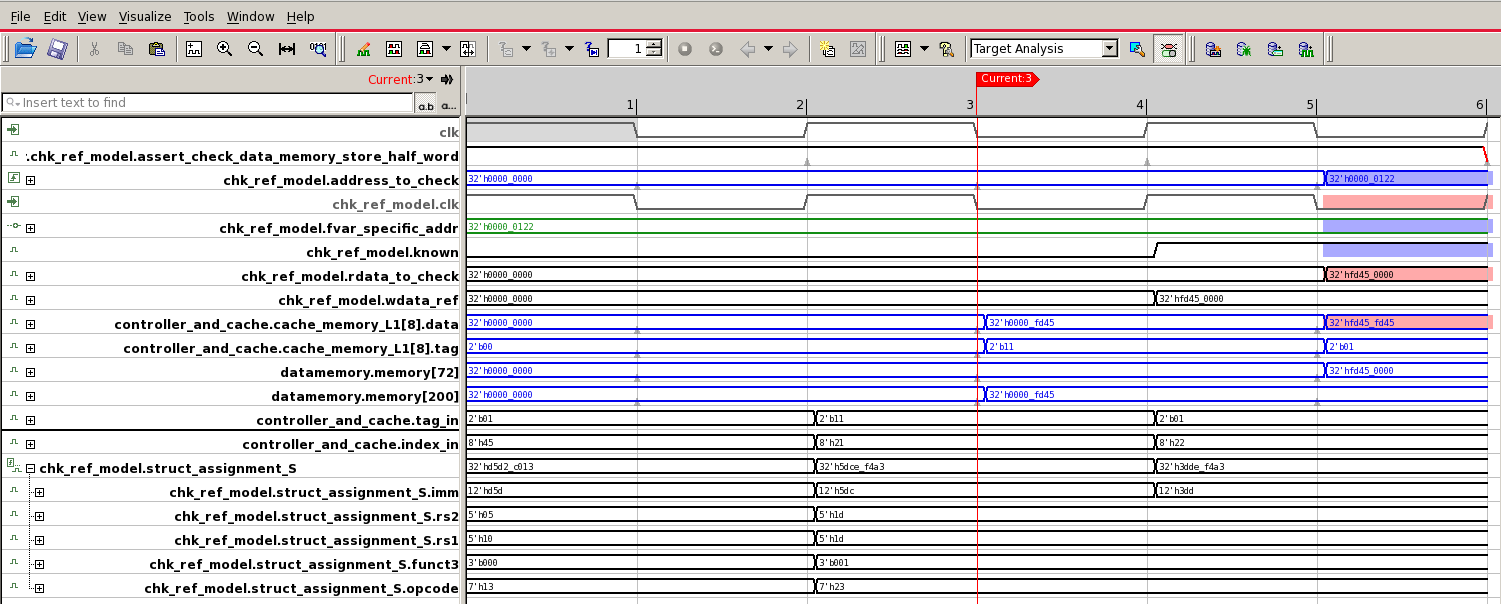 File Edit View Visualize Tools Window Help
1 Target Analysis
Current:3
Insert text to find a.b a...
Current:3
1 2 3 4 5 6
clk
.chk_ref_model.assert_check_data_memory_store_half_word
chk_ref_model.address_to_check 32'h0000_0000 32'h0000_0122
chk_ref_model.clk
chk_ref_model.fvar_specific_addr 32'h0000_0122
chk_ref_model.known
chk_ref_model.rdata_to_check 32'h0000_0000 32'hfd45_0000
chk_ref_model.wdata_ref 32'h0000_0000 32'hfd45_0000
controller_and_cache.cache_memory_L1[8].data 32'h0000_0000 32'h0000_fd45 32'hfd45_fd45
controller_and_cache.cache_memory_L1[8].tag 2'b00 2'b11 2'b01
datamemory.memory[72] 32'h0000_0000 32'hfd45_0000
datamemory.memory[200] 32'h0000_0000 32'h0000_fd45
controller_and_cache.tag_in 2'b01 2'b11 2'b01
controller_and_cache.index_in 8'h45 8'h21 8'h22
chk_ref_model.struct_assignment_S 32'hd5d2_c013 32'h5dce_f4a3 32'h3dde_f4a3
chk_ref_model.struct_assignment_S.imm 12'hd5d 12'h5dc 12'h3dd
chk_ref_model.struct_assignment_S.rs2 5'h05 5'h1d
chk_ref_model.struct_assignment_S.rs1 5'h10 5'h1d
chk_ref_model.struct_assignment_S.funct3 3'b000 3'b001
chk_ref_model.struct_assignment_S.opcode 7'h13 7'h23